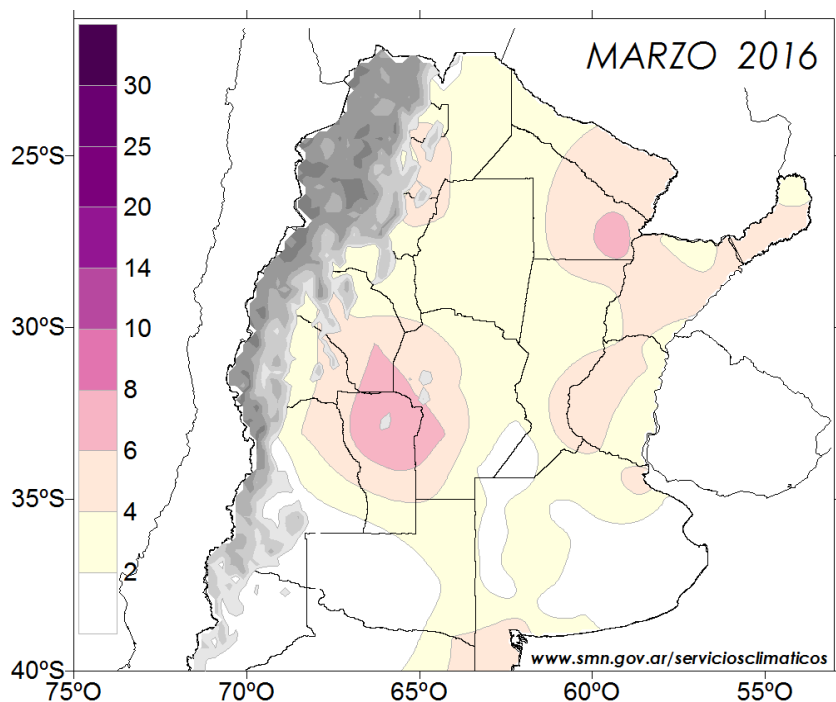 MARZO 2016
30
25
20
14
10
8
6
4
2
25ºS
30ºS
35ºS
40ºS
www.smn.gov.ar/serviciosclimaticos
75ºO
70ºO
65ºO
60ºO
55ºO